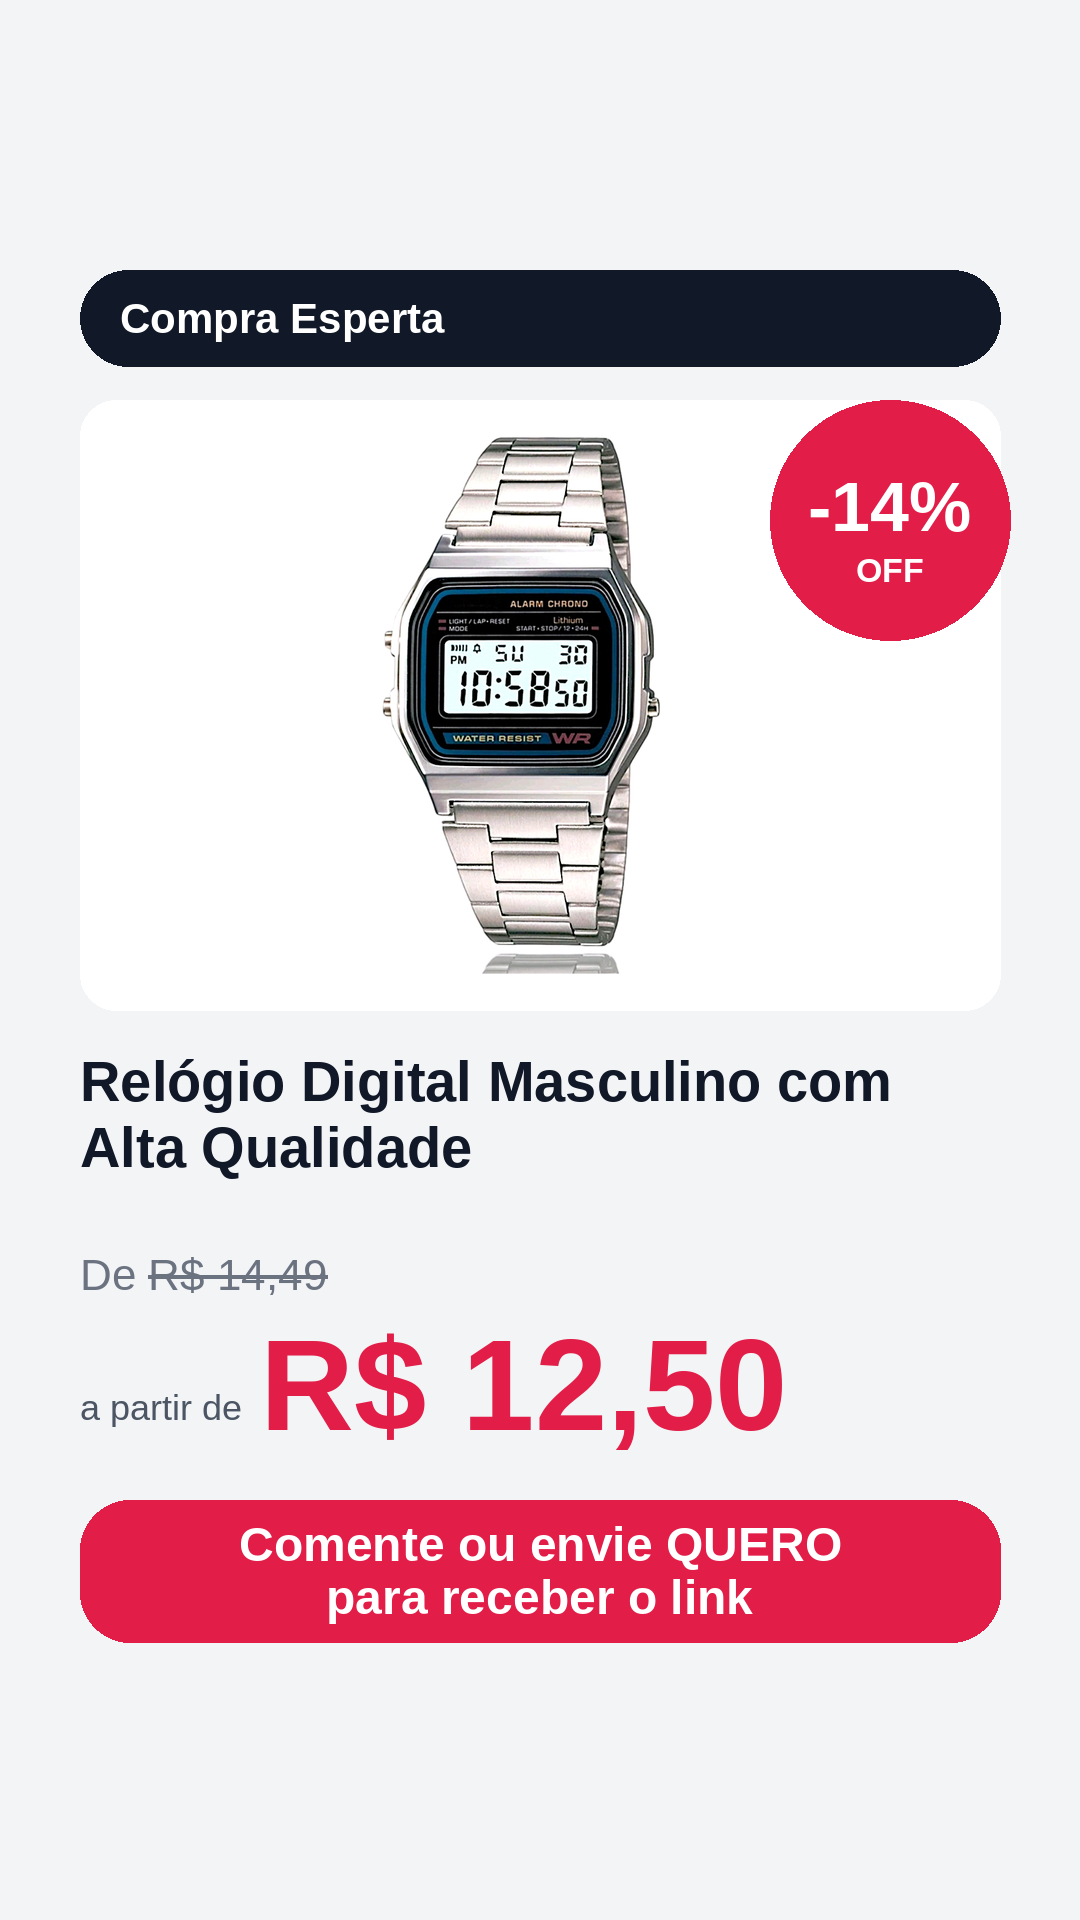 Compra Esperta
-14%
OFF
ALARM CHRONO
LIGHT / LAP • RESET
MODE
Lithium
START • STOP / 12 • 24H
PM
SU
30
10:58 50
WATER RESIST WR
Relógio Digital Masculino com
Alta Qualidade
De R$ 14,49
a partir de R$ 12,50
Comente ou envie QUERO
para receber o link